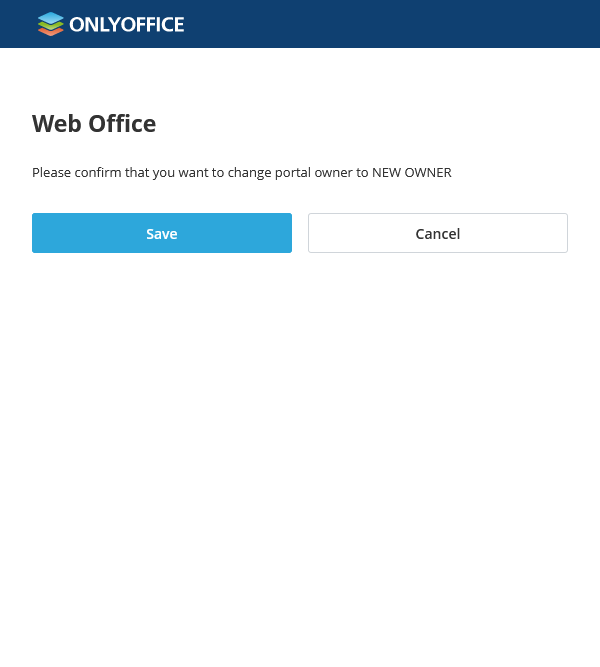 ONLYOFFICE
Web Office
Please confirm that you want to change portal owner to NEW OWNER
Save
Cancel